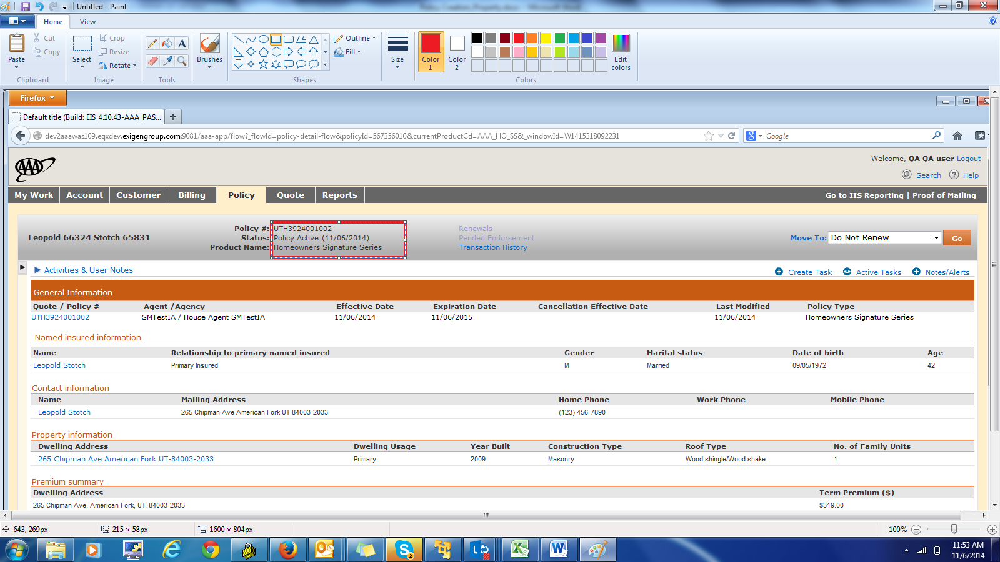 Untitled - Paint
Home View
Paste Cut Copy Clipboard
Select Crop Resize Rotate Image
Tools
Brushes
Shapes
Outline Fill
Size
Color 1 Color 2 Edit colors
Colors
Firefox
Default title (Build: EIS_4.10.43-AAA_PAS...
dev2aaawas109.eqxdev.exigengroup.com:9081/aaa-app/flow?_flowId=policy-detail-flow&policyId=567356010&currentProductCd=AAA_HO_SS&_windowId=W1415318092231
Google
AAA
Welcome, QA QA user Logout
Search Help
My Work Account Customer Billing Policy Quote Reports Go to IIS Reporting | Proof of Mailing
Leopold 66324 Stotch 65831
Policy #: UTH3924001002
Status: Policy Active (11/06/2014)
Product Name: Homeowners Signature Series
Renewals
Pended Endorsement
Transaction History
Move To: Do Not Renew Go
Activities & User Notes Create Task Active Tasks Notes/Alerts
General Information
Quote / Policy # Agent /Agency Effective Date Expiration Date Cancellation Effective Date Last Modified Policy Type
UTH3924001002 SMTestIA / House Agent SMTestIA 11/06/2014 11/06/2015 11/06/2014 Homeowners Signature Series
Named insured information
Name Relationship to primary named insured Gender Marital status Date of birth Age
Leopold Stotch Primary Insured M Married 09/05/1972 42
Contact information
Name Mailing Address Home Phone Work Phone Mobile Phone
Leopold Stotch 265 Chipman Ave American Fork UT-84003-2033 (123) 456-7890
Property information
Dwelling Address Dwelling Usage Year Built Construction Type Roof Type No. of Family Units
265 Chipman Ave American Fork UT-84003-2033 Primary 2009 Masonry Wood shingle/Wood shake 1
Premium summary
Dwelling Address Term Premium ($)
265 Chipman Ave, American Fork, UT, 84003-2033 $319.00
643, 269px 215 × 58px 1600 × 804px 100%
11:53 AM
11/6/2014